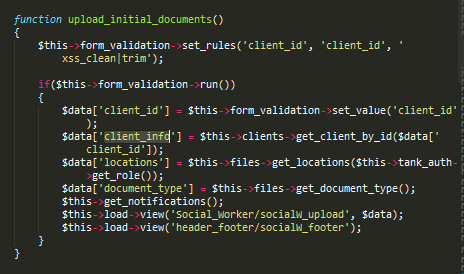 function upload_initial_documents()
{
$this->form_validation->set_rules('client_id', 'client_id', '
xss_clean|trim');
if($this->form_validation->run())
{
$data['client_id'] = $this->form_validation->set_value('client_id'
);
$data['client_info'] = $this->clients->get_client_by_id($data['
client_id']);
$data['locations'] = $this->files->get_locations($this->tank_auth-
>get_role());
$data['document_type'] = $this->files->get_document_type();
$this->get_notifications();
$this->load->view('Social_Worker/socialW_upload', $data);
$this->load->view('header_footer/socialW_footer');
}
}